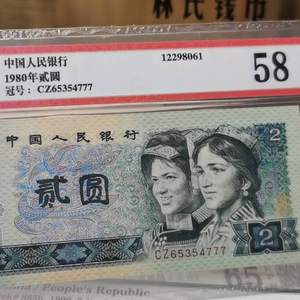 林氏钱币
中国人民银行
12298061
1980年贰圆
58
冠号: CZ65354777
中国人民银行
2
贰圆
CZ65354777
2
People's Republic